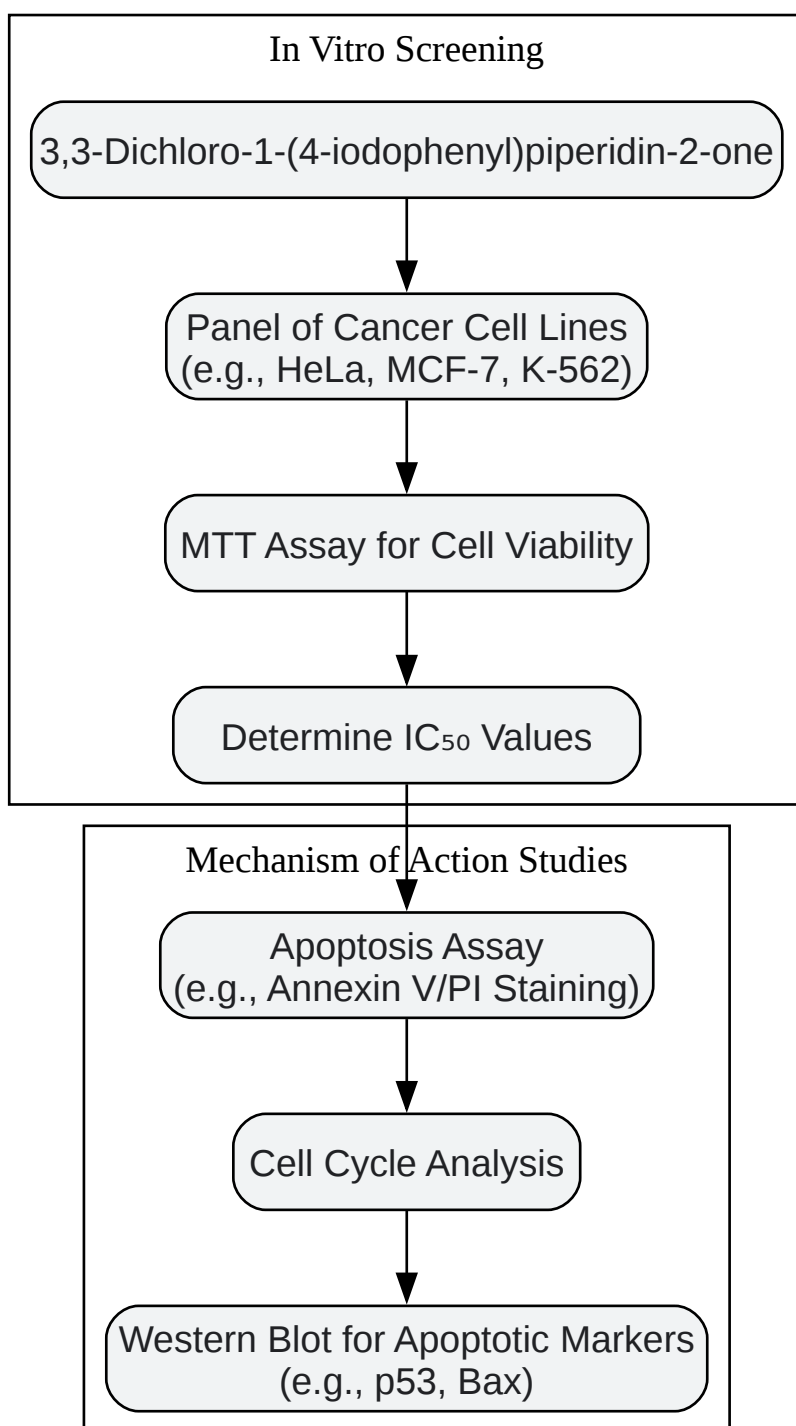 In Vitro Screening
3,3-Dichloro-1-(4-iodophenyl)piperidin-2-one
Panel of Cancer Cell Lines
(e.g., HeLa, MCF-7, K-562)
MTT Assay for Cell Viability
Determine IC₅₀ Values
Mechanism of Action Studies
Apoptosis Assay
(e.g., Annexin V/PI Staining)
Cell Cycle Analysis
Western Blot for Apoptotic Markers
(e.g., p53, Bax)